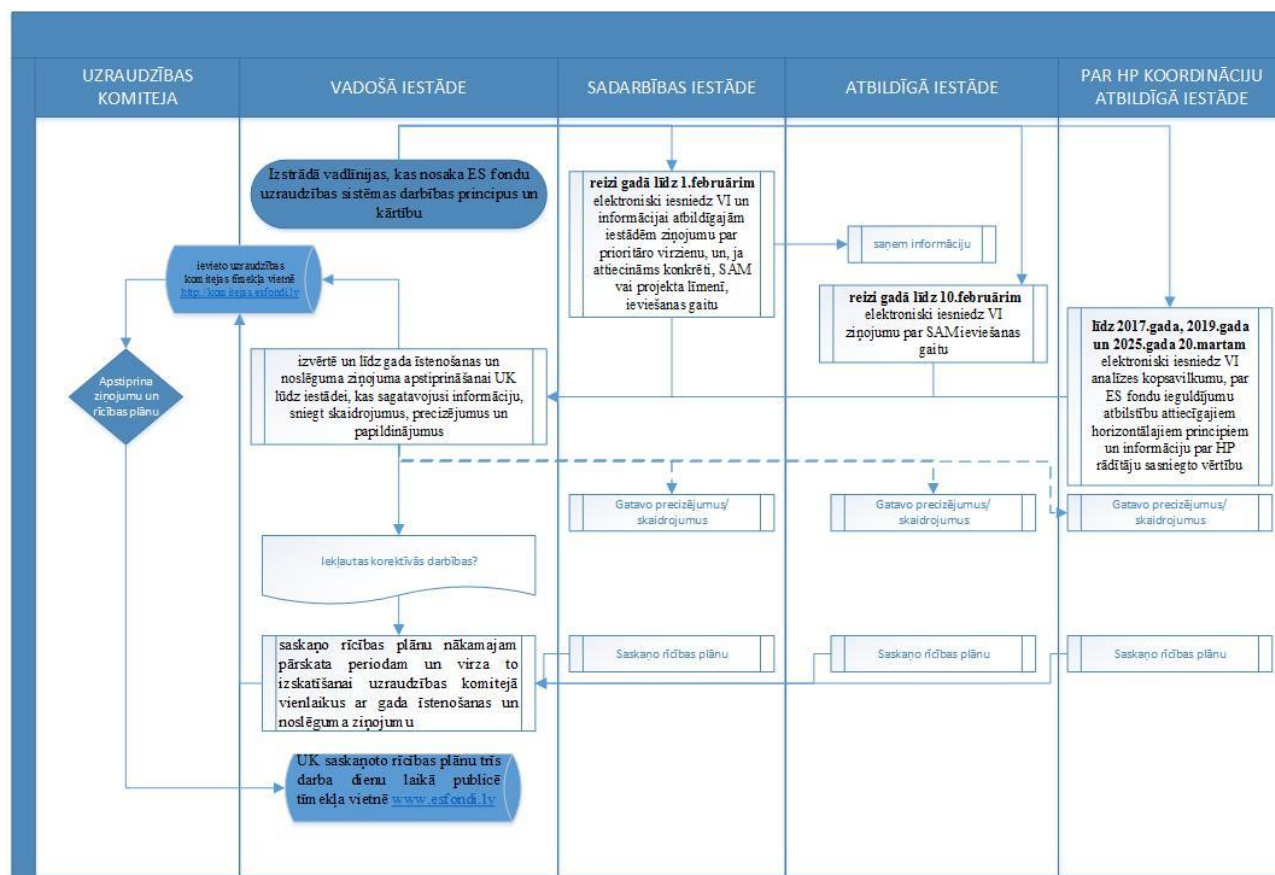 UZRAUDZĪBAS
KOMITEJA
VADOŠĀ IESTĀDE
SADARBĪBAS IESTĀDE
ATBILDĪGĀ IESTĀDE
PAR HP KOORDINĀCIJU
ATBILDĪGĀ IESTĀDE
Izstrādā vadlīnijas, kas nosaka ES fondu
uzraudzības sistēmas darbības principus un
kārtību
reizi gadā līdz 1.februārim
elektroniski iesniedz VI un
informācijai atbildīgajām
iestādēm ziņojumu par
prioritāro virzienu, un, ja
attiecināms konkrēti, SAM
vai projekta līmenī,
ieviešanas gaitu
saņem informāciju
ievieto uzraudzības
komitejas tīmekļa vietnē
http://komitejas.esfondi.lv
reizi gadā līdz 10.februārim
elektroniski iesniedz VI
ziņojumu par SAM ieviešanas
gaitu
līdz 2017.gada, 2019.gada
un 2025.gada 20.martam
elektroniski iesniedz VI
analīzes kopsavilkumu, par
ES fondu ieguldījumu
atbilstību attiecīgajiem
horizontālajiem principiem
un informāciju par HP
rādītāju sasniegto vērtību
Apstiprina
ziņojumu un
rīcības plānu
izvērtē un līdz gada īstenošanas un
noslēguma ziņojuma apstiprināšanai UK
lūdz iestādei, kas sagatavojusi informāciju,
sniegt skaidrojumus, precizējumus un
papildinājumus
Gatavo precizējumus/
skaidrojumus
Gatavo precizējumus/
skaidrojumus
Gatavo precizējumus/
skaidrojumus
Iekļautas korektīvās darbības?
saskaņo rīcības plānu nākamajam
pārskata periodam un virza to
izskatīšanai uzraudzības komitejā
vienlaikus ar gada īstenošanas un
noslēguma ziņojumu
Saskaņo rīcības plānu
Saskaņo rīcības plānu
Saskaņo rīcības plānu
UK saskaņoto rīcības plānu trīs
darba dienu laikā publicē
tīmekļa vietnē www.esfondi.lv